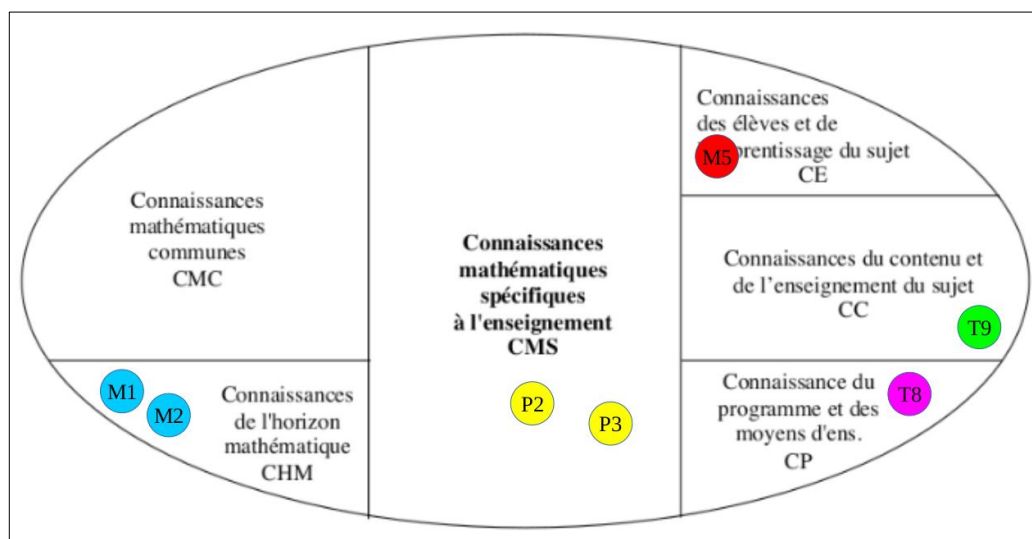 Connaissances
mathématiques
communes
CMC
M1
M2
Connaissances
de l'horizon
mathématique
CHM
Connaissances
mathématiques
spécifiques
à l'enseignement
CMS
P2
P3
Connaissances
des élèves et de
M5
du sujet
CE
Connaissances du contenu et
de l’enseignement du sujet
CC
T9
Connaissance du
programme et des
moyens d'ens.
CP
T8